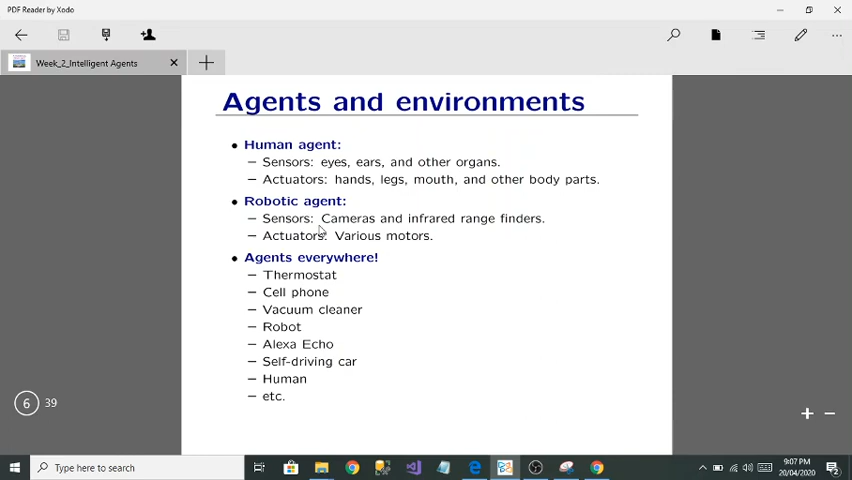 PDF Reader by Xodo
Week_2_Intelligent Agents
Agents and environments
• Human agent:
– Sensors: eyes, ears, and other organs.
– Actuators: hands, legs, mouth, and other body parts.
• Robotic agent:
– Sensors: Cameras and infrared range finders.
– Actuators: Various motors.
• Agents everywhere!
– Thermostat
– Cell phone
– Vacuum cleaner
– Robot
– Alexa Echo
– Self-driving car
– Human
– etc.
6 39
Type here to search
9:07 PM
20/04/2020
2